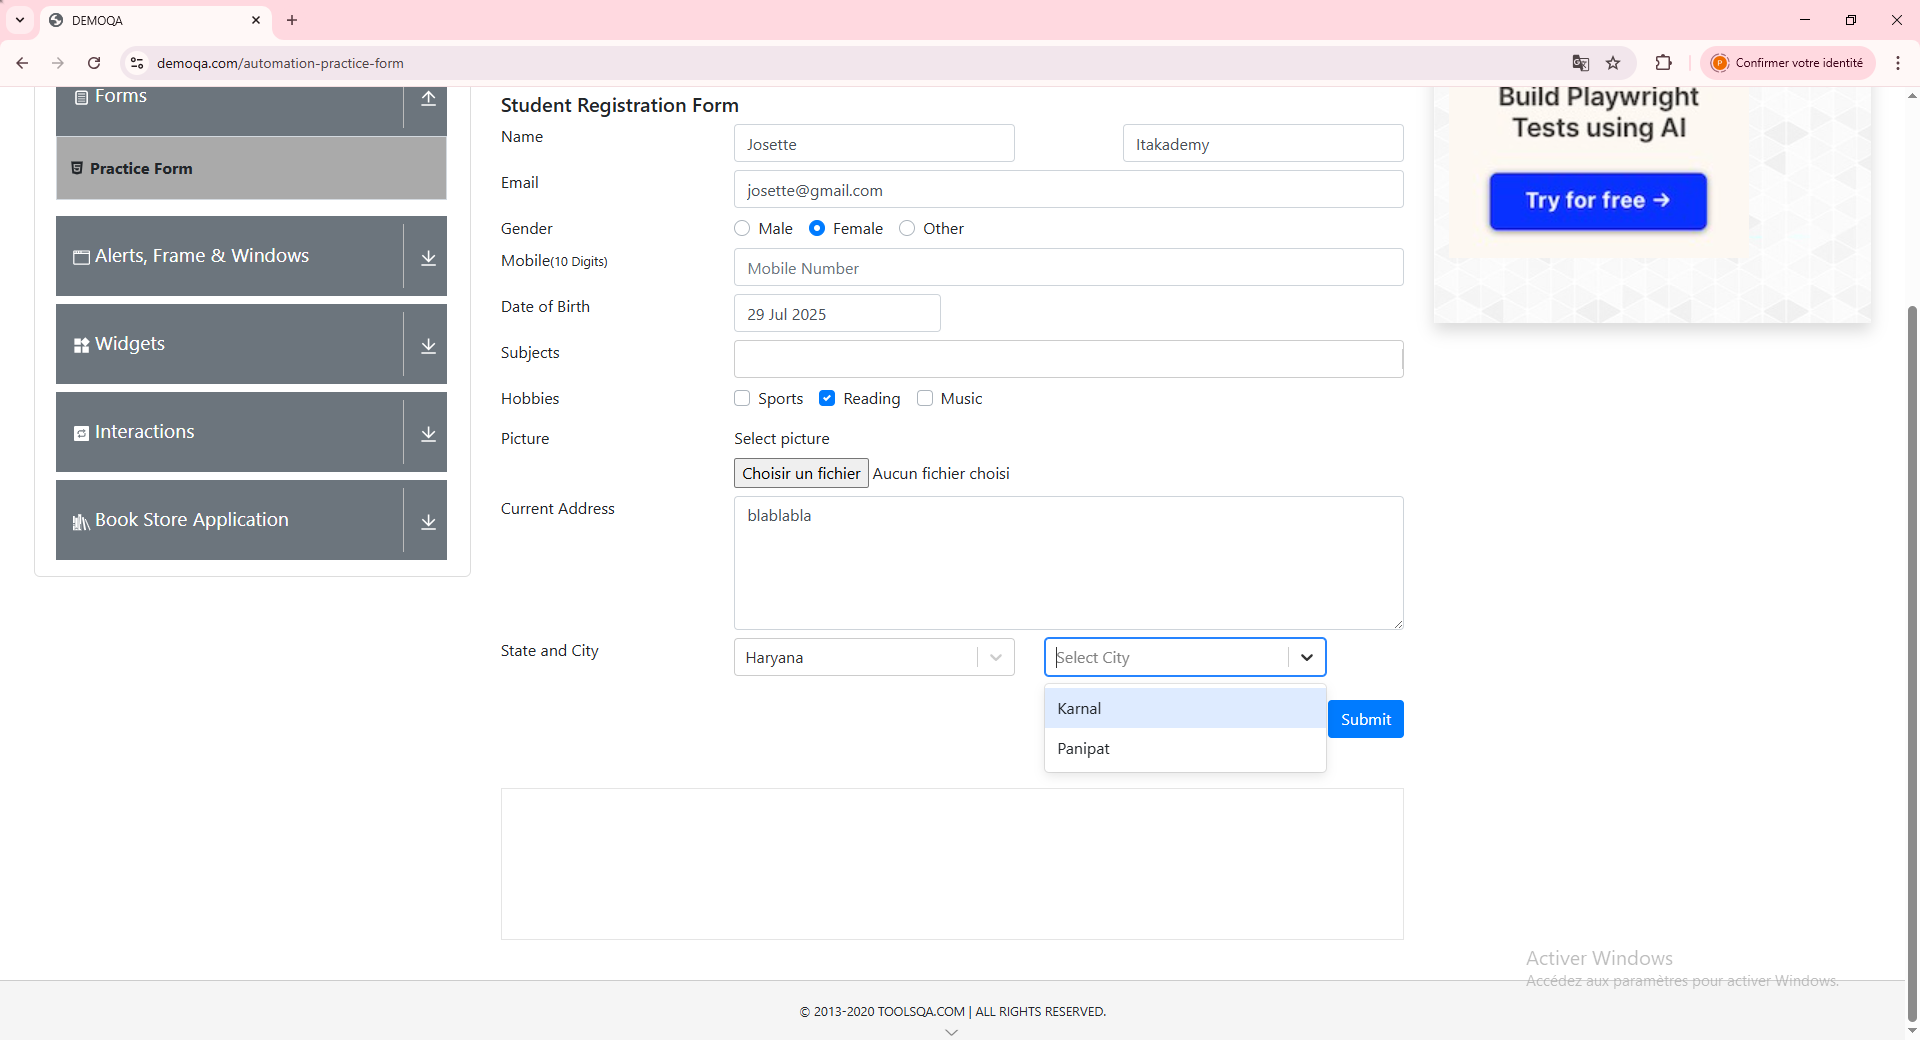 DEMOQA
demoqa.com/automation-practice-form
Confirmer votre identité
Forms
Practice Form
Alerts, Frame & Windows
Widgets
Interactions
Book Store Application
Student Registration Form
Name
Josette
Itakademy
Email
josette@gmail.com
Gender
Male
Female
Other
Mobile(10 Digits)
Mobile Number
Date of Birth
29 Jul 2025
Subjects
Hobbies
Sports
Reading
Music
Picture
Select picture
Choisir un fichier
Aucun fichier choisi
Current Address
blablabla
State and City
Haryana
Select City
Karnal
Panipat
Submit
Build Playwright
Tests using AI
Try for free →
Activer Windows
Accédez aux paramètres pour activer Windows.
© 2013-2020 TOOLSQA.COM | ALL RIGHTS RESERVED.